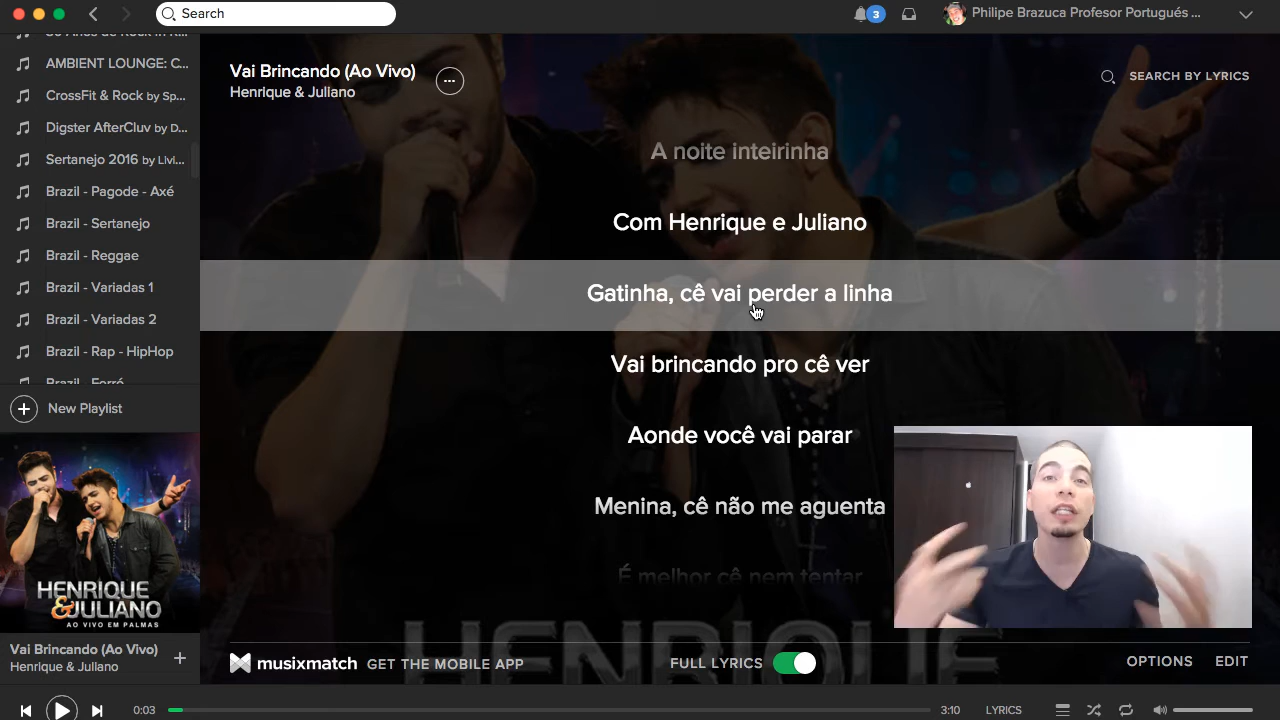 Search
3
Philipe Brazuca Profesor Portugués ...
AMBIENT LOUNGE: C...
CrossFit & Rock by Sp...
Digster AfterCluv by D...
Sertanejo 2016 by Livi...
Brazil - Pagode - Axé
Brazil - Sertanejo
Brazil - Reggae
Brazil - Variadas 1
Brazil - Variadas 2
Brazil - Rap - HipHop
Brazil - Forró
New Playlist
HENRIQUE
&JULIANO
AO VIVO EM PALMAS
Vai Brincando (Ao Vivo)
Henrique & Juliano
Vai Brincando (Ao Vivo)
Henrique & Juliano
SEARCH BY LYRICS
A noite inteirinha
Com Henrique e Juliano
Gatinha, cê vai perder a linha
Vai brincando pro cê ver
Aonde você vai parar
Menina, cê não me aguenta
É melhor cê nem tentar
HENRIQUE
musixmatch GET THE MOBILE APP
FULL LYRICS
OPTIONS
EDIT
0:03
3:10
LYRICS